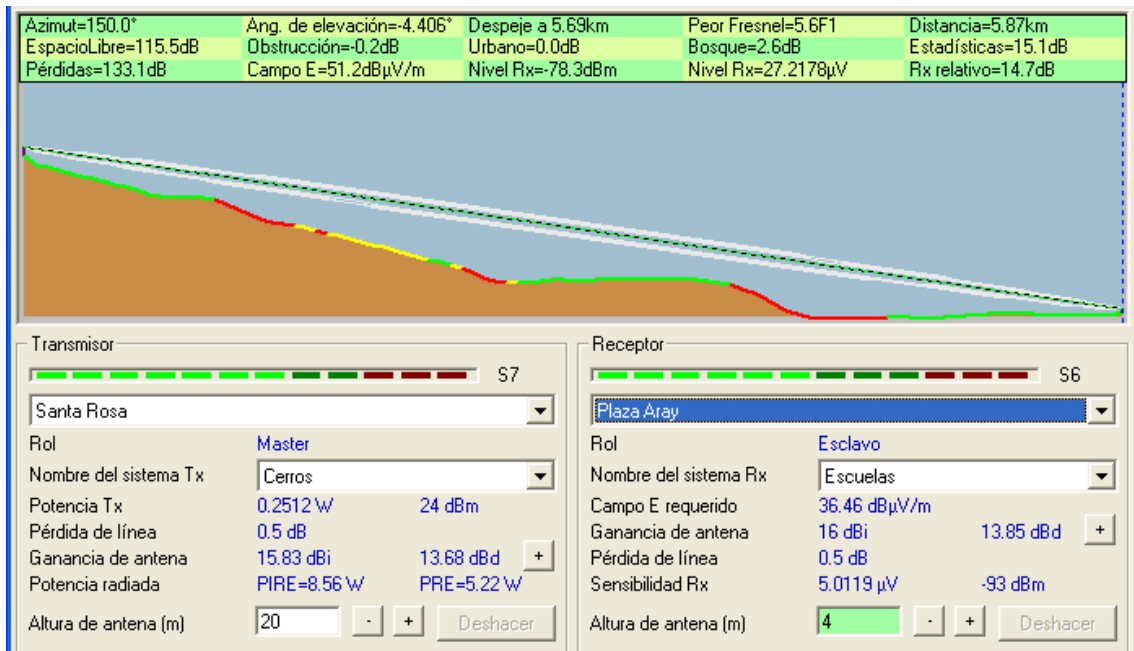 Azimut=150.0° Ang. de elevación=-4.406° Despeje a 5.69km Peor Fresnel=5.6F1 Distancia=5.87km
EspacioLibre=115.5dB Obstrucción=-0.2dB Urbano=0.0dB Bosque=2.6dB Estadísticas=15.1dB
Pérdidas=133.1dB Campo E=51.2dBµV/m Nivel Rx=-78.3dBm Nivel Rx=27.2178µV Rx relativo=14.7dB
Transmisor
S7
Santa Rosa
Rol Master
Nombre del sistema Tx Cerros
Potencia Tx 0.2512 W 24 dBm
Pérdida de línea 0.5 dB
Ganancia de antena 15.83 dBi 13.68 dBd +
Potencia radiada PIRE=8.56 W PRE=5.22 W
Altura de antena (m) 20 - + Deshacer
Receptor
S6
Plaza Aray
Rol Esclavo
Nombre del sistema Rx Escuelas
Campo E requerido 36.46 dBµV/m
Ganancia de antena 16 dBi 13.85 dBd +
Pérdida de línea 0.5 dB
Sensibilidad Rx 5.0119 µV -93 dBm
Altura de antena (m) 4 - + Deshacer